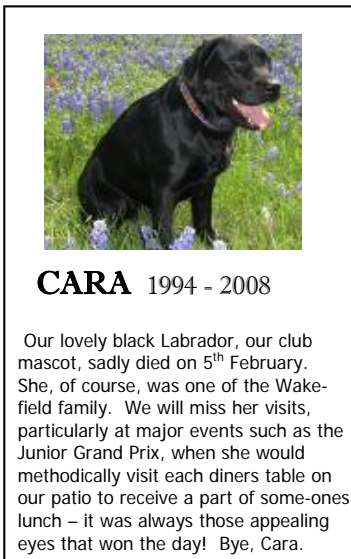 CARA 1994 - 2008
Our lovely black Labrador, our club
mascot, sadly died on 5th February.
She, of course, was one of the Wake-
field family. We will miss her visits,
particularly at major events such as the
Junior Grand Prix, when she would
methodically visit each diners table on
our patio to receive a part of some-ones
lunch – it was always those appealing
eyes that won the day! Bye, Cara.